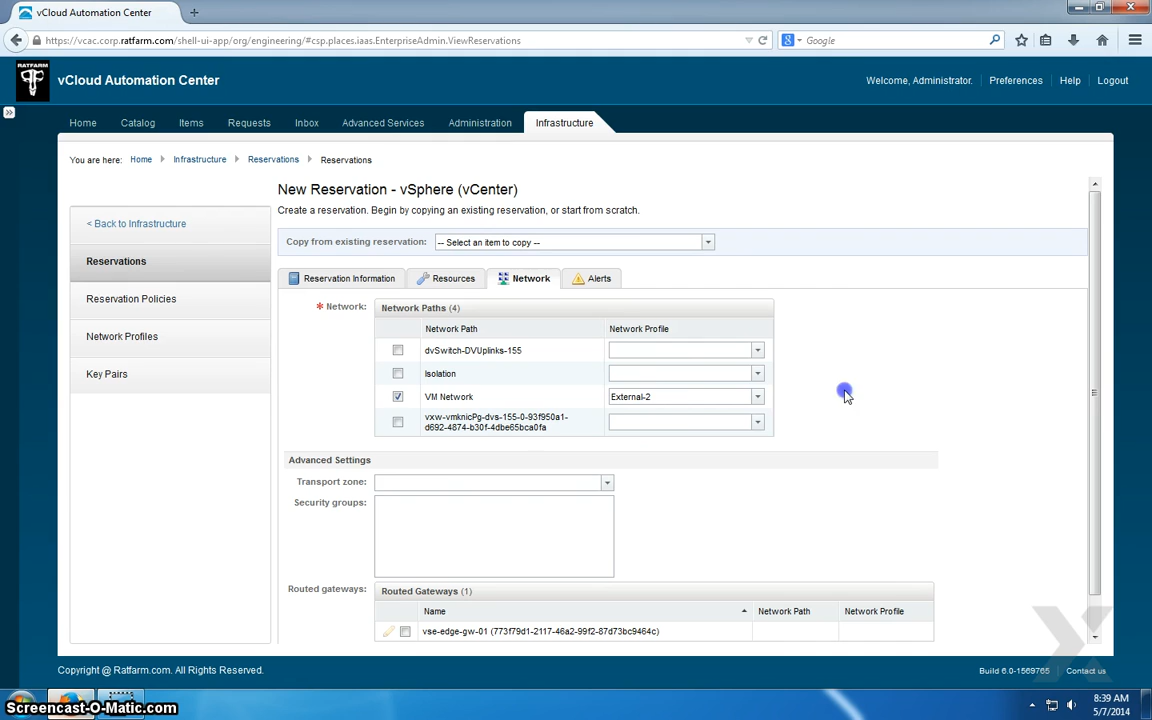 vCloud Automation Center
https://vcac.corp.ratfarm.com/shell-ui-app/org/engineering/#csp.places.iaas.EnterpriseAdmin.ViewReservations
Google
RATFARM
vCloud Automation Center
Welcome, Administrator.
Preferences
Help
Logout
Home
Catalog
Items
Requests
Inbox
Advanced Services
Administration
Infrastructure
You are here: Home Infrastructure Reservations Reservations
< Back to Infrastructure
Reservations
Reservation Policies
Network Profiles
Key Pairs
New Reservation - vSphere (vCenter)
Create a reservation. Begin by copying an existing reservation, or start from scratch.
Copy from existing reservation: -- Select an item to copy --
Reservation Information
Resources
Network
Alerts
* Network:
Network Paths (4)
Network Path Network Profile
dvSwitch-DVUplinks-155
Isolation
VM Network External-2
vxw-vmknicPg-dvs-155-0-93f950a1-
d692-4874-b30f-4dbe65bca0fa
Advanced Settings
Transport zone:
Security groups:
Routed gateways:
Routed Gateways (1)
Name Network Path Network Profile
vse-edge-gw-01 (773f79d1-2117-46a2-99f2-87d73bc9464c)
Copyright @ Ratfarm.com. All Rights Reserved.
Build 6.0-1569765
Contact us
Screencast-O-Matic.com
8:39 AM
5/7/2014